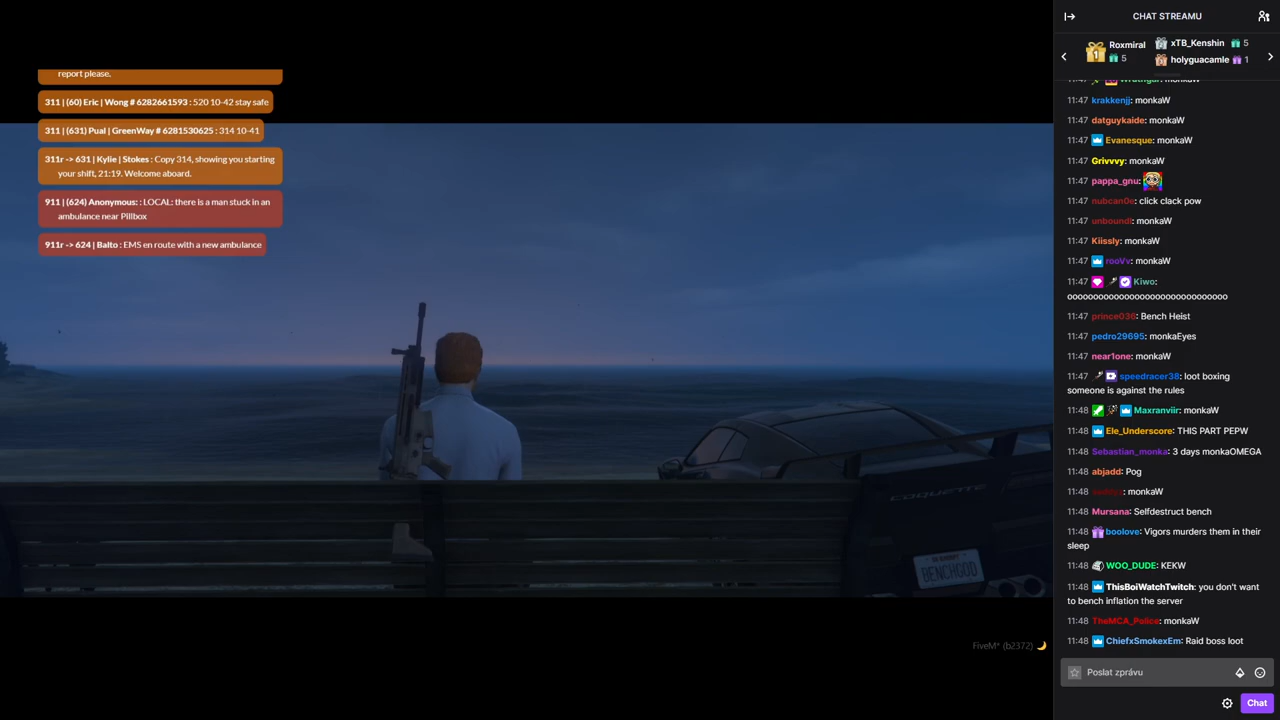 report please.
311 | (60) Eric | Wong # 6282661593 : 520 10-42 stay safe
311 | (631) Pual | GreenWay # 6281530625 : 314 10-41
311r -> 631 | Kylie | Stokes : Copy 314, showing you starting
your shift, 21:19. Welcome aboard.
911 | (624) Anonymous: : LOCAL: there is a man stuck in an
ambulance near Pillbox
911r -> 624 | Balto : EMS en route with a new ambulance
COQUETTE
BENCHGOD
FiveM* (b2372)
CHAT STREAMU
Roxmiral
5
xTB_Kenshin 5
holyguacamle 1
11:47 krakkenjj: monkaW
11:47 datguykaide: monkaW
11:47 Evanesque: monkaW
11:47 Grivvvy: monkaW
11:47 pappa_gnu:
11:47 nubcan0e: click clack pow
11:47 unboundl: monkaW
11:47 Kiissly: monkaW
11:47 rooVv: monkaW
11:47 Kiwo:
ooooooooooooooooooooooooooooooo
11:47 prince036: Bench Heist
11:47 pedro29695: monkaEyes
11:47 near1one: monkaW
11:47 speedracer38: loot boxing
someone is against the rules
11:48 Maxranviir: monkaW
11:48 Ele_Underscore: THIS PART PEPW
11:48 Sebastian_monka: 3 days monkaOMEGA
11:48 abjadd: Pog
11:48 monkaW
11:48 Mursana: Selfdestruct bench
11:48 boolove: Vigors murders them in their
sleep
11:48 WOO_DUDE: KEKW
11:48 ThisBoiWatchTwitch: you don't want
to bench inflation the server
11:48 TheMCA_Police: monkaW
11:48 ChiefxSmokexEm: Raid boss loot
Poslat zprávu
Chat